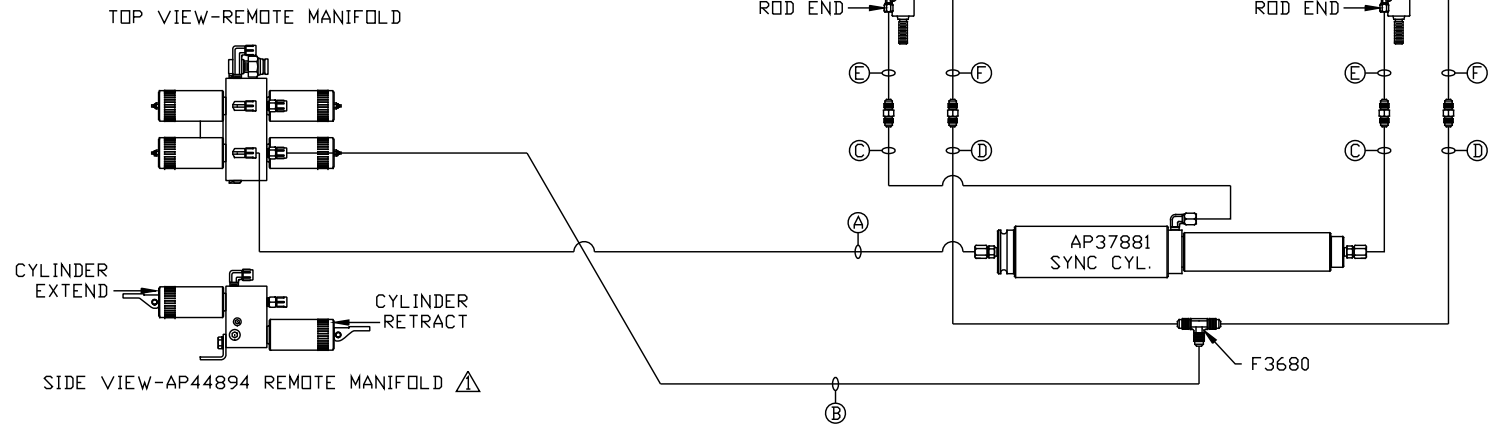 TOP VIEW-REMOTE MANIFOLD
ROD END
ROD END
E
F
E
F
C
D
C
D
A
AP37881
SYNC CYL.
CYLINDER
EXTEND
CYLINDER
RETRACT
F3680
SIDE VIEW-AP44894 REMOTE MANIFOLD 1
B